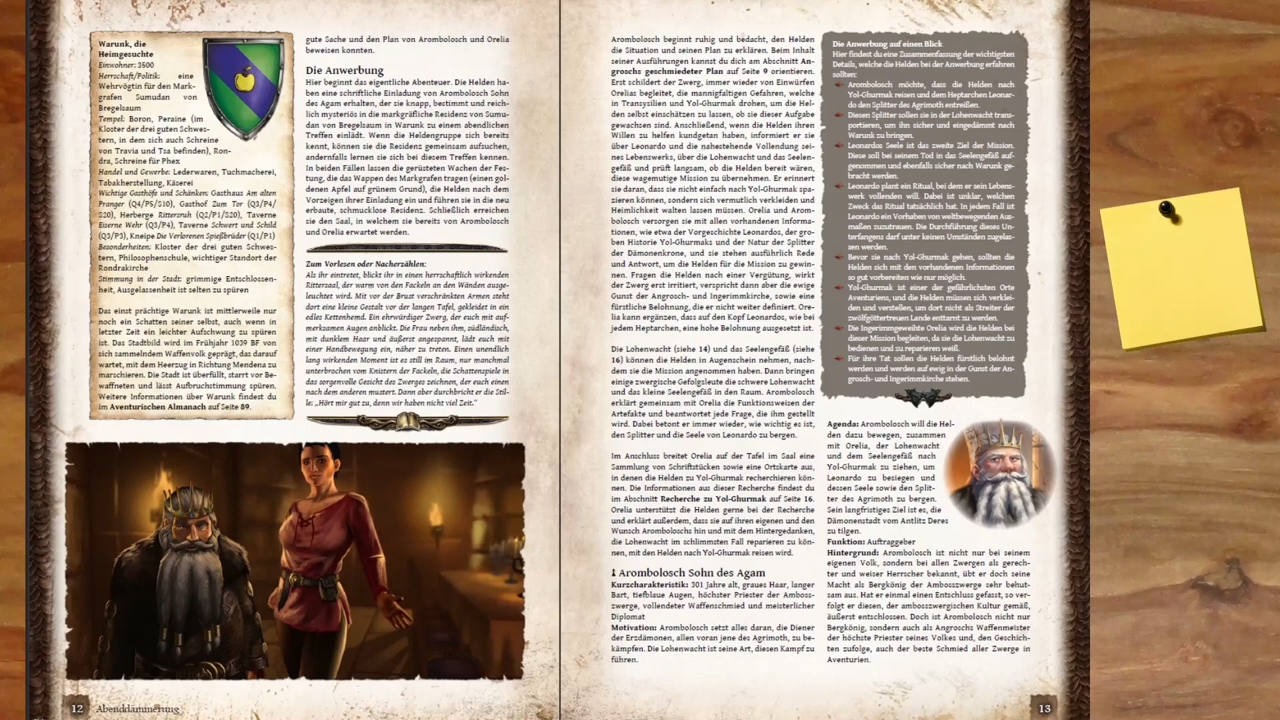 Warunk, die
Heimgesuchte
Einwohner: 3500
Herrschaft/Politik: eine
Wehrvögtin für den Mark-
grafen Sumudan von
Bregelsaum
Tempel: Boron, Peraine (im
Kloster der drei guten Schwes-
tern, in dem sich auch Schreine
von Travia und Tsa befinden), Ron-
dra, Schreine für Phex
Handel und Gewerbe: Lederwaren, Tuchmacherei,
Tabakherstellung, Käserei
Wichtige Gasthöfe und Schänken: Gasthaus Am alten
Pranger (Q4/P5/S10), Gasthof Zum Tor (Q3/P4/
S20), Herberge Rittersruh (Q2/P1/S20), Taverne
Eiserne Wehr (Q3/P4), Taverne Schwert und Schild
(Q3/P3), Kneipe Die Verlorenen Spießbrüder (Q1/P1)
Besonderheiten: Kloster der drei guten Schwes-
tern, Philosophenschule, wichtiger Standort der
Rondrakirche
Stimmung in der Stadt: grimmige Entschlossen-
heit, Ausgelassenheit ist selten zu spüren
Das einst prächtige Warunk ist mittlerweile nur
noch ein Schatten seiner selbst, auch wenn in
letzter Zeit ein leichter Aufschwung zu spüren
ist. Das Stadtbild wird im Frühjahr 1039 BF von
sich sammelndem Waffenvolk geprägt, das darauf
wartet, mit dem Heerzug in Richtung Mendena zu
marschieren. Die Stadt ist überfüllt, starrt vor Be-
waffneten und lässt Aufbruchstimmung spüren.
Weitere Informationen über Warunk findest du
im Aventurischen Almanach auf Seite 89.
gute Sache und den Plan von Arombolosch und Orelia
beweisen konnten.
Die Anwerbung
Hier beginnt das eigentliche Abenteuer. Die Helden ha-
ben eine schriftliche Einladung von Arombolosch Sohn
des Agam erhalten, der sie knapp, bestimmt und reich-
lich mysteriös in die markgräfliche Residenz von Sumu-
dan von Bregelsaum in Warunk zu einem abendlichen
Treffen einlädt. Wenn die Heldengruppe sich bereits
kennt, können sie die Residenz gemeinsam aufsuchen,
andernfalls lernen sie sich bei diesem Treffen kennen.
In beiden Fällen lassen die gerüsteten Wachen der Fes-
tung, die das Wappen des Markgrafen tragen (einen gol-
denen Apfel auf grünem Grund), die Helden nach dem
Vorzeigen ihrer Einladung ein und führen sie in die neu
erbaute, schmucklose Residenz. Schließlich erreichen
sie den Saal, in welchem sie bereits von Arombolosch
und Orelia erwartet werden.
Zum Vorlesen oder Nacherzählen:
Als ihr eintretet, blickt ihr in einen herrschaftlich wirkenden
Rittersaal, der warm von den Fackeln an den Wänden ausge-
leuchtet wird. Mit vor der Brust verschränkten Armen steht
dort eine kleine Gestalt vor der langen Tafel, gekleidet in ein
edles Kettenhemd. Ein ehrwürdiger Zwerg, der euch mit auf-
merksamen Augen anblickt. Die Frau neben ihm, südländisch,
mit dunklem Haar und äußerst angespannt, lädt euch mit
einer Handbewegung ein, näher zu treten. Einen unendlich
lang wirkenden Moment ist es still im Raum, nur manchmal
unterbrochen vom Knistern der Fackeln, die Schattenspiele in
das sorgenvolle Gesicht des Zwerges zeichnen, der euch einen
nach dem anderen mustert. Dann aber durchbricht er die Stil-
le: „Hört mir gut zu, denn wir haben nicht viel Zeit.“
12 Abenddämmerung
Arombolosch beginnt ruhig und bedacht, den Helden
die Situation und seinen Plan zu erklären. Beim Inhalt
seiner Ausführungen kannst du dich am Abschnitt An-
groschs geschmiedeter Plan auf Seite 9 orientieren.
Erst schildert der Zwerg, immer wieder von Einwürfen
Orelias begleitet, die mannigfaltigen Gefahren, welche
in Transysilien und Yol-Ghurmak drohen, um die Hel-
den selbst einschätzen zu lassen, ob sie dieser Aufgabe
gewachsen sind. Anschließend, wenn die Helden ihren
Willen zu helfen kundgetan haben, informiert er sie
über Leonardo und die nahestehende Vollendung sei-
nes Lebenswerks, über die Lohenwacht und das Seelen-
gefäß und prüft langsam, ob die Helden bereit wären,
diese wagemutige Mission zu übernehmen. Er erinnert
sie daran, dass sie nicht einfach nach Yol-Ghurmak spa-
zieren können, sondern sich vermutlich verkleiden und
Heimlichkeit walten lassen müssen. Orelia und Arom-
bolosch versorgen sie mit allen vorhandenen Informa-
tionen, wie etwa der Vorgeschichte Leonardos, der gro-
ben Historie Yol-Ghurmaks und der Natur der Splitter
der Dämonenkrone, und sie stehen ausführlich Rede
und Antwort, um die Helden für die Mission zu gewin-
nen. Fragen die Helden nach einer Vergütung, wirkt
der Zwerg erst irritiert, verspricht dann aber die ewige
Gunst der Angrosch- und Ingerimmkirche, sowie eine
fürstliche Belohnung, die er nicht weiter definiert. Ore-
lia kann ergänzen, dass auf den Kopf Leonardos, wie bei
jedem Heptarchen, eine hohe Belohnung ausgesetzt ist.
Die Lohenwacht (siehe 14) und das Seelengefäß (siehe
16) können die Helden in Augenschein nehmen, nach-
dem sie die Mission angenommen haben. Dann bringen
einige zwergische Gefolgsleute die schwere Lohenwacht
und das kleine Seelengefäß in den Raum. Arombolosch
erklärt gemeinsam mit Orelia die Funktionsweisen der
Artefakte und beantwortet jede Frage, die ihm gestellt
wird. Dabei betont er immer wieder, wie wichtig es ist,
den Splitter und die Seele von Leonardo zu bergen.
Im Anschluss breitet Orelia auf der Tafel im Saal eine
Sammlung von Schriftstücken sowie eine Ortskarte aus,
in denen die Helden zu Yol-Ghurmak recherchieren kön-
nen. Die Informationen aus dieser Recherche findest du
im Abschnitt Recherche zu Yol-Ghurmak auf Seite 16.
Orelia unterstützt die Helden gerne bei der Recherche
und erklärt außerdem, dass sie auf ihren eigenen und den
Wunsch Aromboloschs hin und mit dem Hintergedanken,
die Lohenwacht im schlimmsten Fall reparieren zu kön-
nen, mit den Helden nach Yol-Ghurmak reisen wird.
Arombolosch Sohn des Agam
Kurzcharakteristik: 301 Jahre alt, graues Haar, langer
Bart, tiefblaue Augen, höchster Priester der Amboss-
zwerge, vollendeter Waffenschmied und meisterlicher
Diplomat
Motivation: Arombolosch setzt alles daran, die Diener
der Erzdämonen, allen voran jene des Agrimoth, zu be-
kämpfen. Die Lohenwacht ist seine Art, diesen Kampf zu
führen.
Die Anwerbung auf einen Blick
Hier findest du eine Zusammenfassung der wichtigsten
Details, welche die Helden bei der Anwerbung erfahren
sollten:
Arombolosch möchte, dass die Helden nach
Yol-Ghurmak reisen und dem Heptarchen Leonar-
do den Splitter des Agrimoth entreißen.
Diesen Splitter sollen sie in der Lohenwacht trans-
portieren, um ihn sicher und eingedämmt nach
Warunk zu bringen.
Leonardos Seele ist das zweite Ziel der Mission.
Diese soll bei seinem Tod in das Seelengefäß auf-
genommen und ebenfalls sicher nach Warunk ge-
bracht werden.
Leonardo plant ein Ritual, bei dem er sein Lebens-
werk vollenden will. Dabei ist unklar, welchen
Zweck das Ritual tatsächlich hat. In jedem Fall ist
Leonardo ein Vorhaben von weltbewegenden Aus-
maßen zuzutrauen. Die Durchführung dieses Un-
terfangens darf unter keinen Umständen zugelas-
sen werden.
Bevor sie nach Yol-Ghurmak gehen, sollten die
Helden sich mit den vorhandenen Informationen
so gut vorbereiten wie nur möglich.
Yol-Ghurmak ist einer der gefährlichsten Orte
Aventuriens, und die Helden müssen sich verklei-
den und verstellen, um dort nicht als Streiter der
zwölfgöttertreuen Lande enttarnt zu werden.
Die Ingerimmgeweihte Orelia wird die Helden bei
dieser Mission begleiten, da sie die Lohenwacht zu
bedienen und zu reparieren weiß.
Für ihre Tat sollen die Helden fürstlich belohnt
werden und werden auf ewig in der Gunst der An-
grosch- und Ingerimmkirche stehen.
Agenda: Arombolosch will die Hel-
den dazu bewegen, zusammen
mit Orelia, der Lohenwacht
und dem Seelengefäß nach
Yol-Ghurmak zu ziehen, um
Leonardo zu besiegen und
dessen Seele sowie den Split-
ter des Agrimoth zu bergen.
Sein langfristiges Ziel ist es, die
Dämonenstadt vom Antlitz Deres
zu tilgen.
Funktion: Auftraggeber
Hintergrund: Arombolosch ist nicht nur bei seinem
eigenen Volk, sondern bei allen Zwergen als gerech-
ter und weiser Herrscher bekannt, übt er doch seine
Macht als Bergkönig der Ambosszwerge sehr behut-
sam aus. Hat er einmal einen Entschluss gefasst, so ver-
folgt er diesen, der ambosszwergischen Kultur gemäß,
äußerst entschlossen. Doch ist Arombolosch nicht nur
Bergkönig, sondern auch als Angroschs Waffenmeister
der höchste Priester seines Volkes und, den Geschich-
ten zufolge, auch der beste Schmied aller Zwerge in
Aventurien.
13